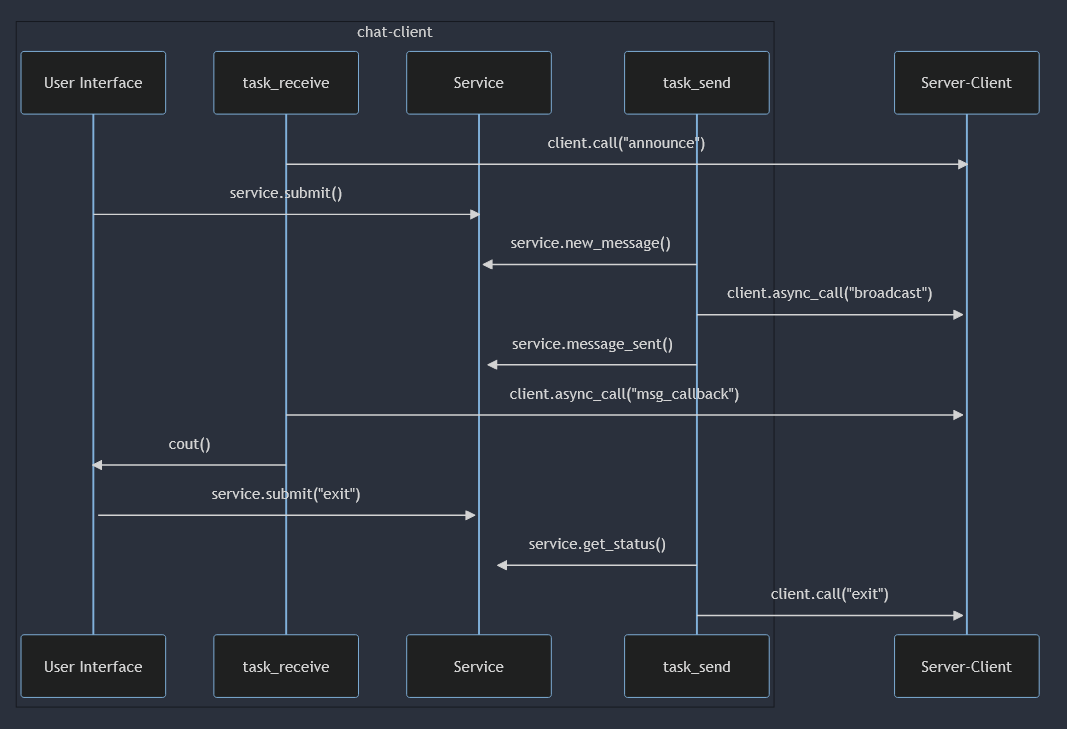 chat-client
User Interface
task_receive
Service
task_send
Server-Client
client.call("announce")
service.submit()
service.new_message()
client.async_call("broadcast")
service.message_sent()
client.async_call("msg_callback")
cout()
service.submit("exit")
service.get_status()
client.call("exit")
User Interface
task_receive
Service
task_send
Server-Client